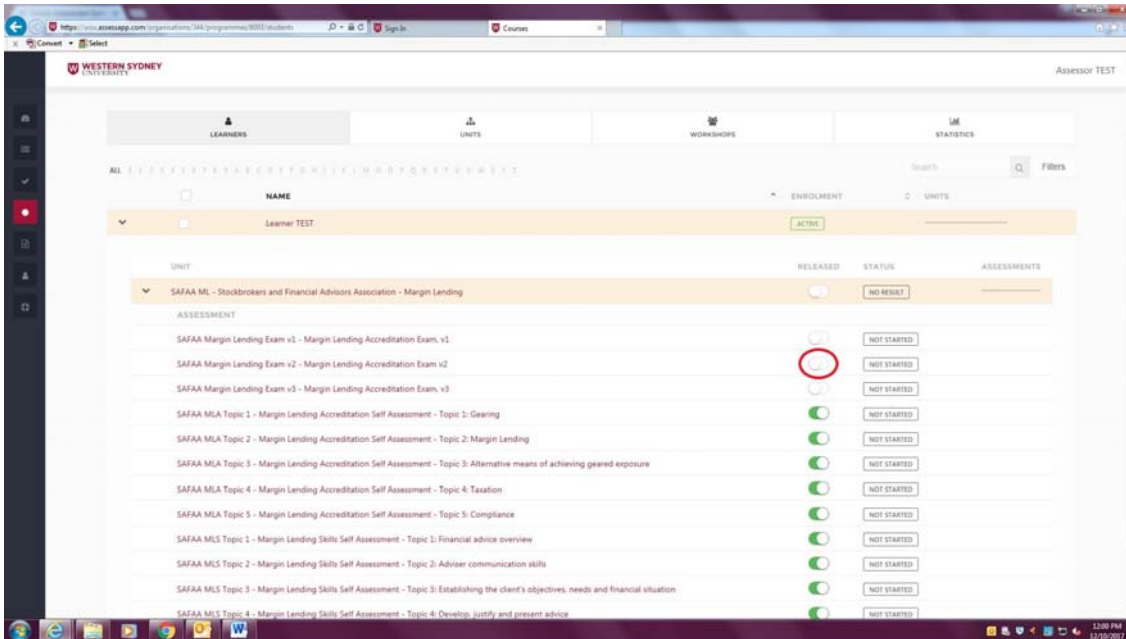 Sign In
Courses
Convert Select
WESTERN SYDNEY
UNIVERSITY
Assessor TEST
LEARNERS UNITS WORKSHOPS STATISTICS
ALL Search Filters
NAME ENROLMENT UNITS
Learner TEST ACTIVE
UNIT RELEASED STATUS ASSESSMENTS
SAFAA ML - Stockbrokers and Financial Advisors Association - Margin Lending NO RESULT
ASSESSMENT
SAFAA Margin Lending Exam v1 - Margin Lending Accreditation Exam, v1 NOT STARTED
SAFAA Margin Lending Exam v2 - Margin Lending Accreditation Exam v2 NOT STARTED
SAFAA Margin Lending Exam v3 - Margin Lending Accreditation Exam, v3 NOT STARTED
SAFAA MLA Topic 1 - Margin Lending Accreditation Self Assessment - Topic 1: Gearing NOT STARTED
SAFAA MLA Topic 2 - Margin Lending Accreditation Self Assessment - Topic 2: Margin Lending NOT STARTED
SAFAA MLA Topic 3 - Margin Lending Accreditation Self Assessment - Topic 3: Alternative means of achieving geared exposure NOT STARTED
SAFAA MLA Topic 4 - Margin Lending Accreditation Self Assessment - Topic 4: Taxation NOT STARTED
SAFAA MLA Topic 5 - Margin Lending Accreditation Self Assessment - Topic 5: Compliance NOT STARTED
SAFAA MLS Topic 1 - Margin Lending Skills Self Assessment - Topic 1: Financial advice overview NOT STARTED
SAFAA MLS Topic 2 - Margin Lending Skills Self Assessment - Topic 2: Adviser communication skills NOT STARTED
SAFAA MLS Topic 3 - Margin Lending Skills Self Assessment - Topic 3: Establishing the client's objectives, needs and financial situation NOT STARTED
SAFAA MLS Topic 4 - Margin Lending Skills Self Assessment - Topic 4: Develop, justify and present advice NOT STARTED
12:00 PM
12/10/2017